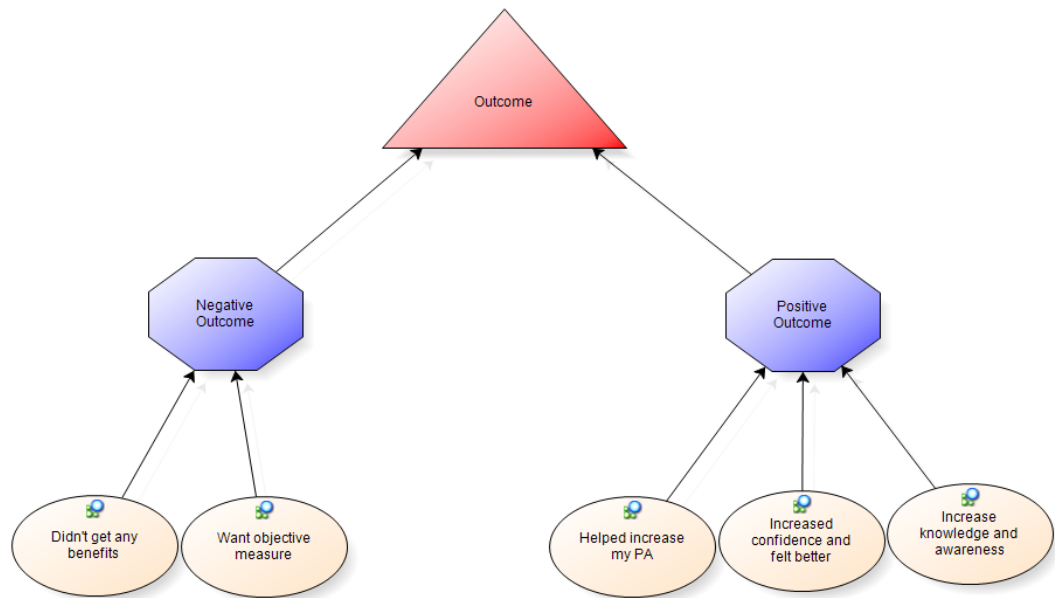 Outcome
Negative
Outcome
Positive
Outcome
Didn't get any
benefits
Want objective
measure
Helped increase
my PA
Increased
confidence and
felt better
Increase
knowledge and
awareness